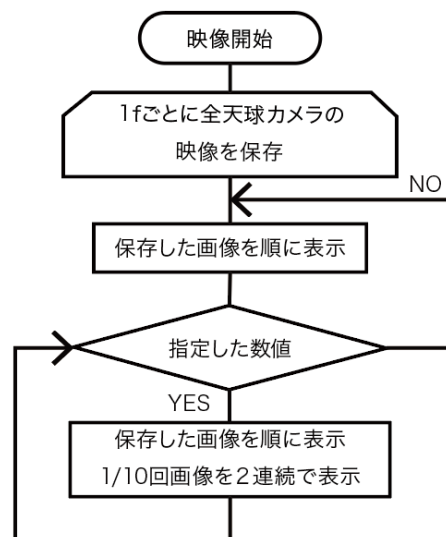 映像開始
1fごとに全天球カメラの
映像を保存
NO
保存した画像を順に表示
指定した数値
YES
保存した画像を順に表示
1/10回画像を2連続で表示